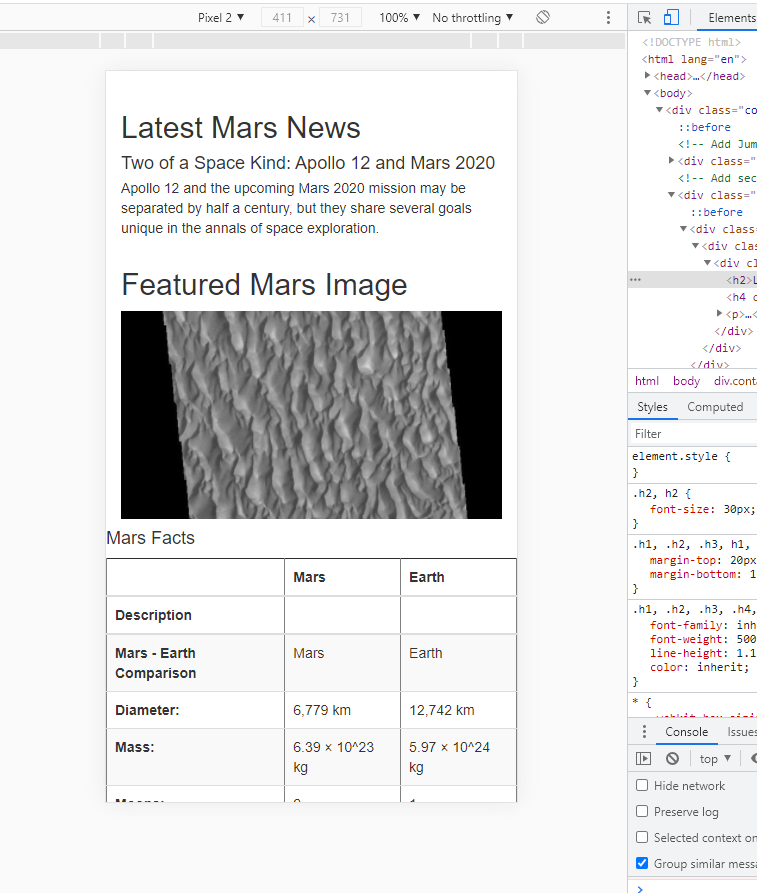 Pixel 2 ▼ 411 x 731 100% ▼ No throttling ▼
Elements
Latest Mars News
Two of a Space Kind: Apollo 12 and Mars 2020
Apollo 12 and the upcoming Mars 2020 mission may be
separated by half a century, but they share several goals
unique in the annals of space exploration.
Featured Mars Image
Mars Facts
Mars Earth
Description
Mars - Earth Mars Earth
Comparison
Diameter: 6,779 km 12,742 km
Mass: 6.39 × 10^23 5.97 × 10^24
kg kg
<!DOCTYPE html>
<html lang="en">
▶<head>…</head>
▼<body>
▼<div class="co
::before
<!-- Add Jum
▶<div class="
<!-- Add sec
▼<div class="
::before
▼<div class
▼<div clas
▼<div cl
<h2>L
<h4 c
▶<p>…<
</div>
</div>
</div>
html body div.cont
Styles Computed
Filter
element.style {
}
.h2, h2 {
font-size: 30px;
}
.h1, .h2, .h3, h1,
margin-top: 20px
margin-bottom: 1
}
.h1, .h2, .h3, .h4,
font-family: inh
font-weight: 500
line-height: 1.1
color: inherit;
}
* {
Console Issues
top ▼
Hide network
Preserve log
Selected context on
Group similar messa